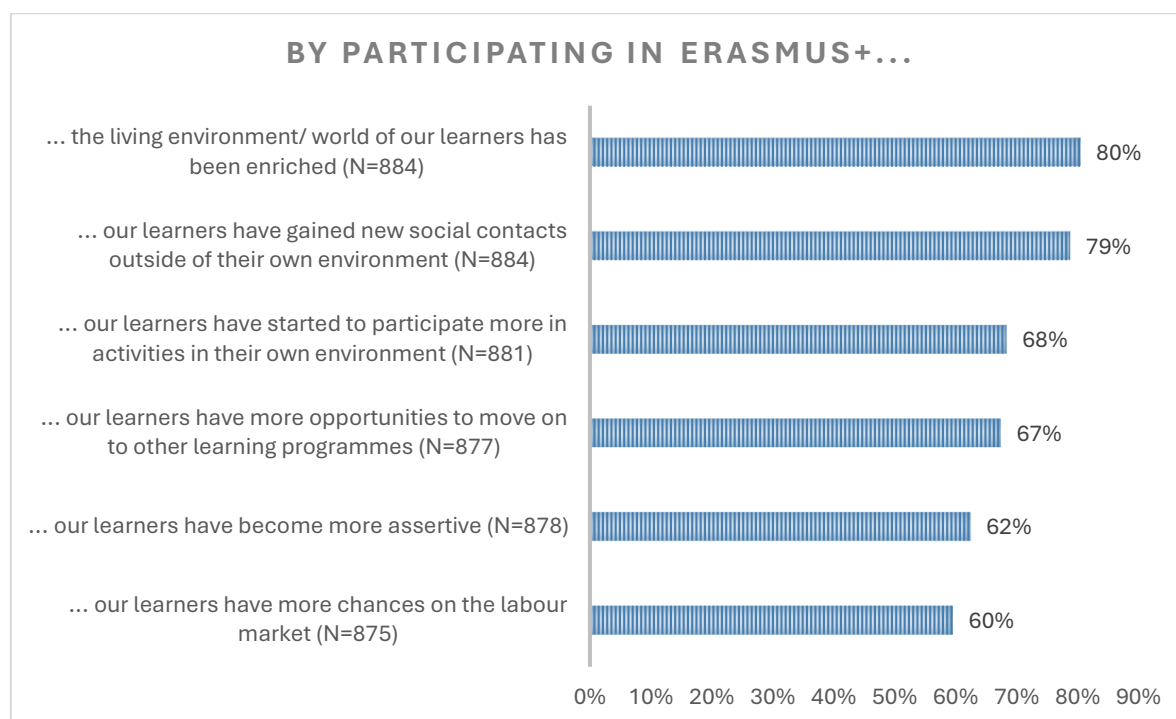 BY PARTICIPATING IN ERASMUS+...
... the living environment/ world of our learners has
been enriched (N=884)
80%
... our learners have gained new social contacts
outside of their own environment (N=884)
79%
... our learners have started to participate more in
activities in their own environment (N=881)
68%
... our learners have more opportunities to move on
to other learning programmes (N=877)
67%
... our learners have become more assertive (N=878)
62%
... our learners have more chances on the labour
market (N=875)
60%
0% 10% 20% 30% 40% 50% 60% 70% 80% 90%